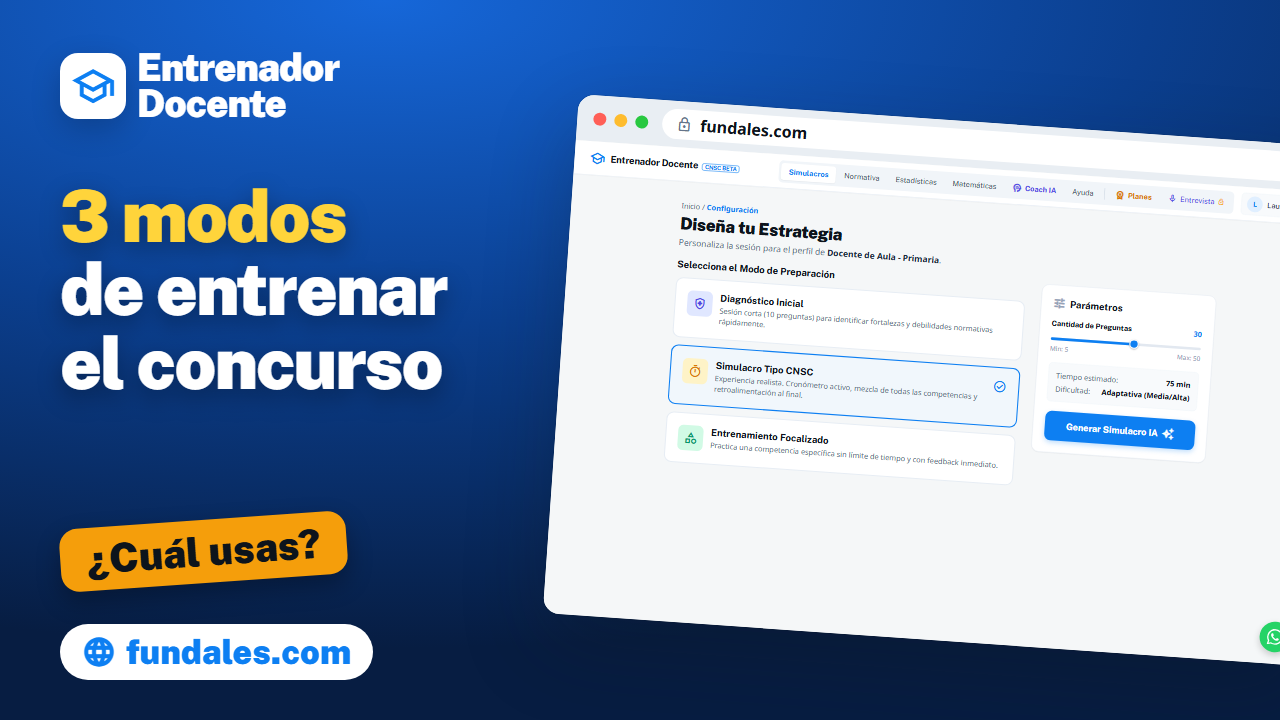 Entrenador
Docente
3 modos
de entrenar
el concurso
¿Cuál usas?
fundales.com
fundales.com
Entrenador Docente CNSC BETA
Simulacros Normativa Estadísticas Matemáticas Coach IA Ayuda Planes Entrevista L Lau
Inicio / Configuración
Diseña tu Estrategia
Personaliza la sesión para el perfil de Docente de Aula - Primaria.
Selecciona el Modo de Preparación
Diagnóstico Inicial
Sesión corta (10 preguntas) para identificar fortalezas y debilidades normativas
rápidamente.
Simulacro Tipo CNSC
Experiencia realista. Cronómetro activo, mezcla de todas las competencias y
retroalimentación al final.
Entrenamiento Focalizado
Practica una competencia específica sin límite de tiempo y con feedback inmediato.
Parámetros
Cantidad de Preguntas 30
Min: 5 Max: 50
Tiempo estimado: 75 min
Dificultad: Adaptativa (Media/Alta)
Generar Simulacro IA